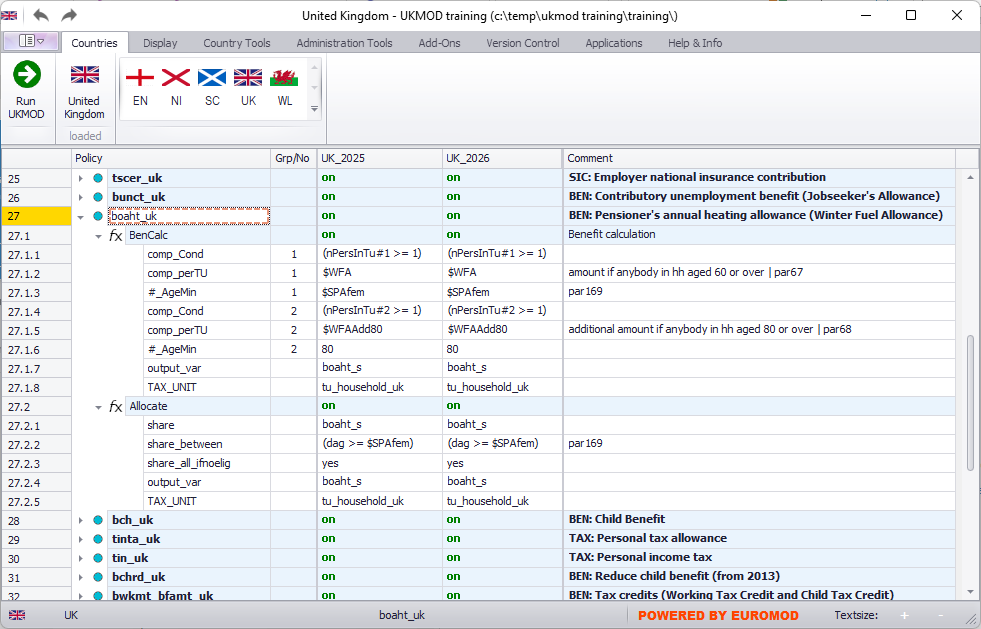 United Kingdom - UKMOD training (c:\temp\ukmod training\training\)
Countries Display Country Tools Administration Tools Add-Ons Version Control Applications Help & Info
Run UKMOD
United Kingdom
loaded
EN NI SC UK WL
Policy Grp/No UK_2025 UK_2026 Comment
25 tscer_uk on on SIC: Employer national insurance contribution
26 bunct_uk on on BEN: Contributory unemployment benefit (Jobseeker's Allowance)
27 boaht_uk on on BEN: Pensioner's annual heating allowance (Winter Fuel Allowance)
27.1 fx BenCalc on on Benefit calculation
27.1.1 comp_Cond 1 (nPersInTu#1 >= 1) (nPersInTu#1 >= 1)
27.1.2 comp_perTU 1 $WFA $WFA amount if anybody in hh aged 60 or over | par67
27.1.3 #_AgeMin 1 $SPAfem $SPAfem par169
27.1.4 comp_Cond 2 (nPersInTu#2 >= 1) (nPersInTu#2 >= 1)
27.1.5 comp_perTU 2 $WFAAdd80 $WFAAdd80 additional amount if anybody in hh aged 80 or over | par68
27.1.6 #_AgeMin 2 80 80
27.1.7 output_var boaht_s boaht_s
27.1.8 TAX_UNIT tu_household_uk tu_household_uk
27.2 fx Allocate on on
27.2.1 share boaht_s boaht_s
27.2.2 share_between (dag >= $SPAfem) (dag >= $SPAfem) par169
27.2.3 share_all_ifnoelig yes yes
27.2.4 output_var boaht_s boaht_s
27.2.5 TAX_UNIT tu_household_uk tu_household_uk
28 bch_uk on on BEN: Child Benefit
29 tinta_uk on on TAX: Personal tax allowance
30 tin_uk on on TAX: Personal income tax
31 bchrd_uk on on BEN: Reduce child benefit (from 2013)
32 bwkmt_bfamt_uk on on BEN: Tax credits (Working Tax Credit and Child Tax Credit)
UK boaht_uk POWERED BY EUROMOD Textsize: + -